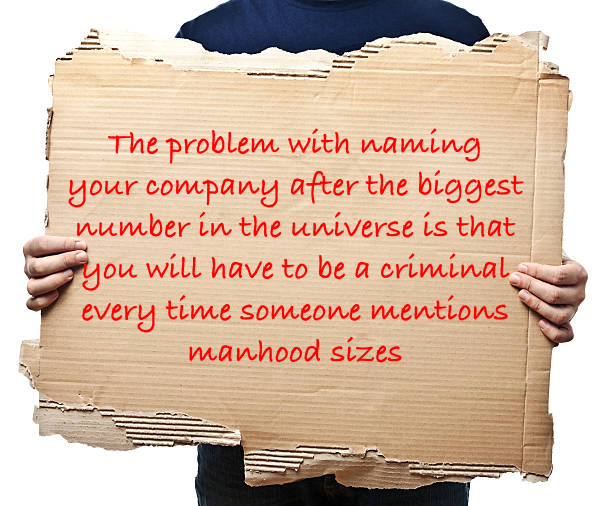 The problem with naming
your company after the biggest
number in the universe is that
you will have to be a criminal
every time someone mentions
manhood sizes